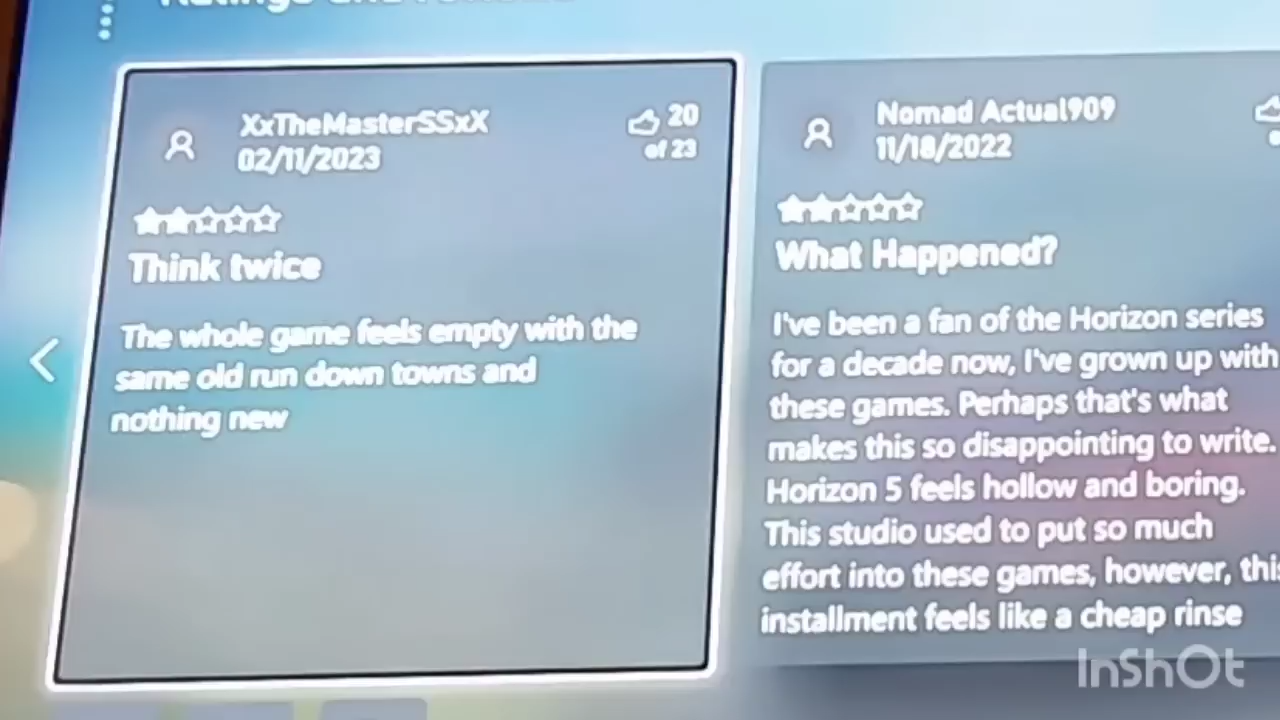 Ratings and reviews
XxTheMasterSSxX
02/11/2023
20
of 23
Think twice
The whole game feels empty with the
same old run down towns and
nothing new
Nomad Actual909
11/18/2022
What Happened?
I've been a fan of the Horizon series
for a decade now, I've grown up with
these games. Perhaps that's what
makes this so disappointing to write.
Horizon 5 feels hollow and boring.
This studio used to put so much
effort into these games, however, this
installment feels like a cheap rinse
InShOt